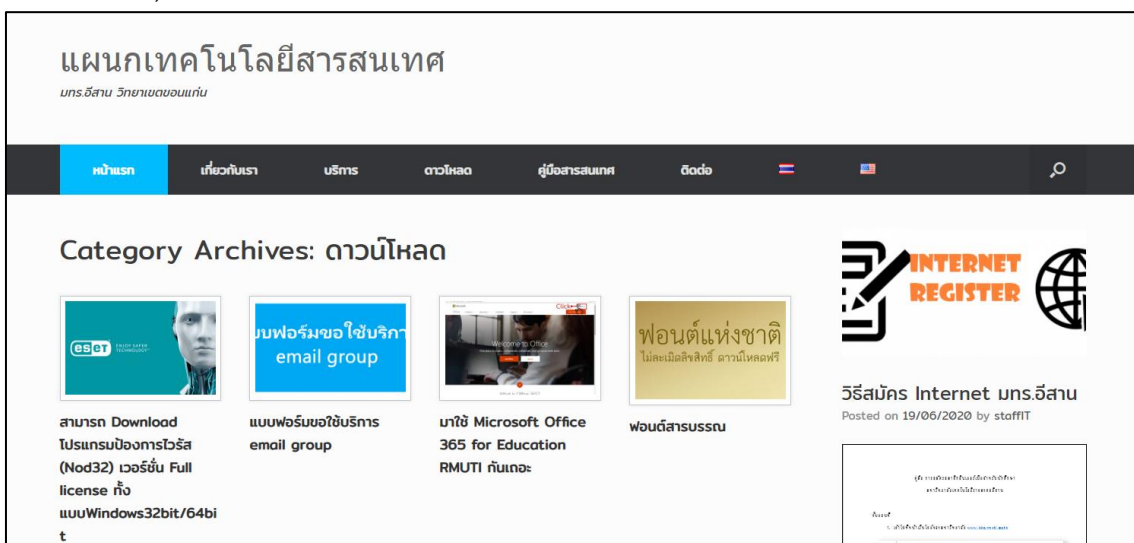 แผนกเทคโนโลยีสารสนเทศ
มทร.อีสาน วิทยาเขตขอนแก่น
หน้าแรก เกี่ยวกับเรา บริการ ดาวโหลด คู่มือสารสนเทศ ติดต่อ
Category Archives: ดาวน์โหลด
eset ENJOY SAFER TECHNOLOGY
สามารถ Download
โปรแกรมป้องการไวรัส
(Nod32) เวอร์ชั่น Full
license ทั้ง
แบบWindows32bit/64bi
t
บบฟอร์มขอใช้บริกา
email group
แบบฟอร์มขอใช้บริการ
email group
Click
Welcome to Office
มาใช้ Microsoft Office
365 for Education
RMUTI กันเถอะ
ฟอนต์แห่งชาติ
ไม่ละเมิดลิขสิทธิ์ ดาวน์โหลดฟรี
ฟอนต์สารบรรณ
INTERNET
REGISTER
วิธีสมัคร Internet มทร.อีสาน
Posted on 19/06/2020 by staffIT